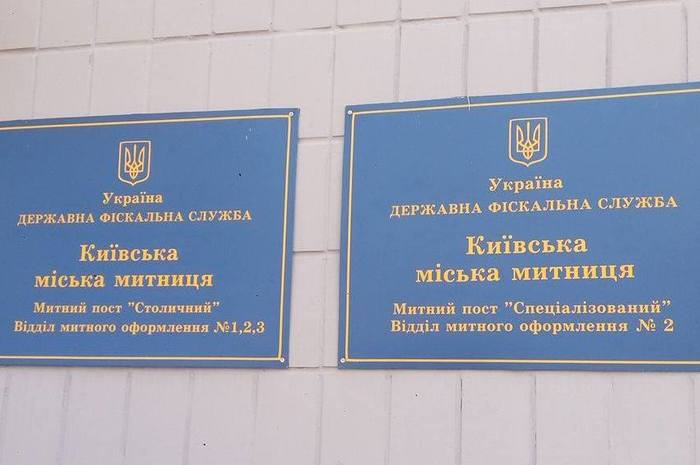 Україна
ДЕРЖАВНА ФІСКАЛЬНА СЛУЖБА
Київська
міська митниця
Митний пост "Столичний"
Відділ митного оформлення №1,2,3
Україна
ДЕРЖАВНА ФІСКАЛЬНА СЛУЖБА
Київська
міська митниця
Митний пост "Спеціалізований"
Відділ митного оформлення № 2